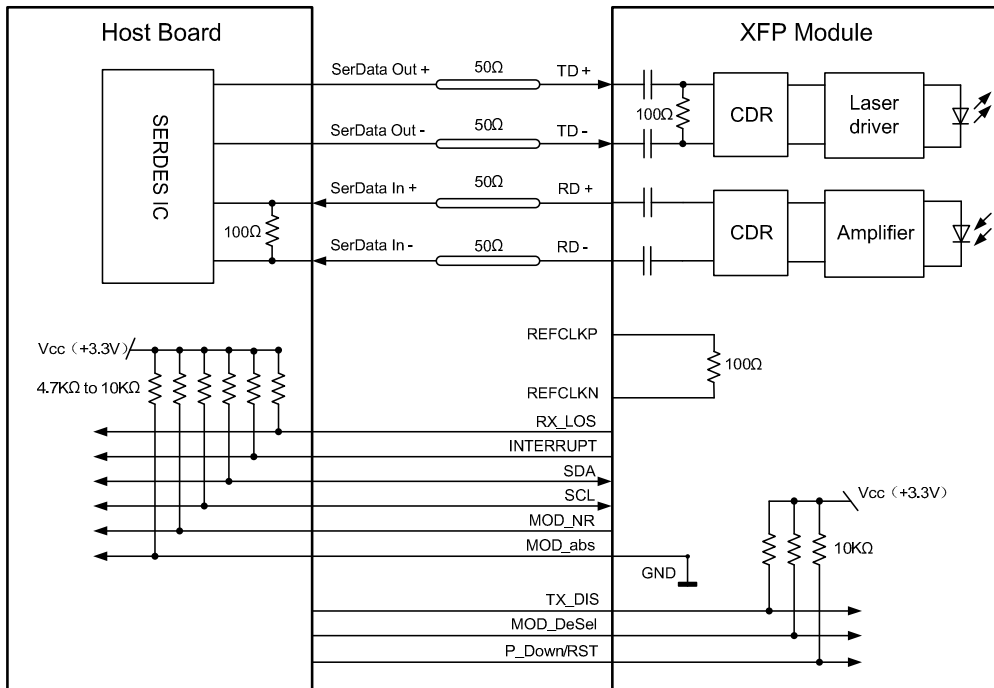 Host Board
XFP Module
SERDES IC
SerData Out +
50Ω
TD +
SerData Out -
50Ω
TD -
SerData In +
50Ω
RD +
SerData In -
50Ω
RD -
100Ω
100Ω
CDR
Laser
driver
CDR
Amplifier
REFCLKP
100Ω
REFCLKN
Vcc（+3.3V）
4.7KΩ to 10KΩ
RX_LOS
INTERRUPT
SDA
SCL
MOD_NR
MOD_abs
GND
Vcc（+3.3V）
10KΩ
TX_DIS
MOD_DeSel
P_Down/RST